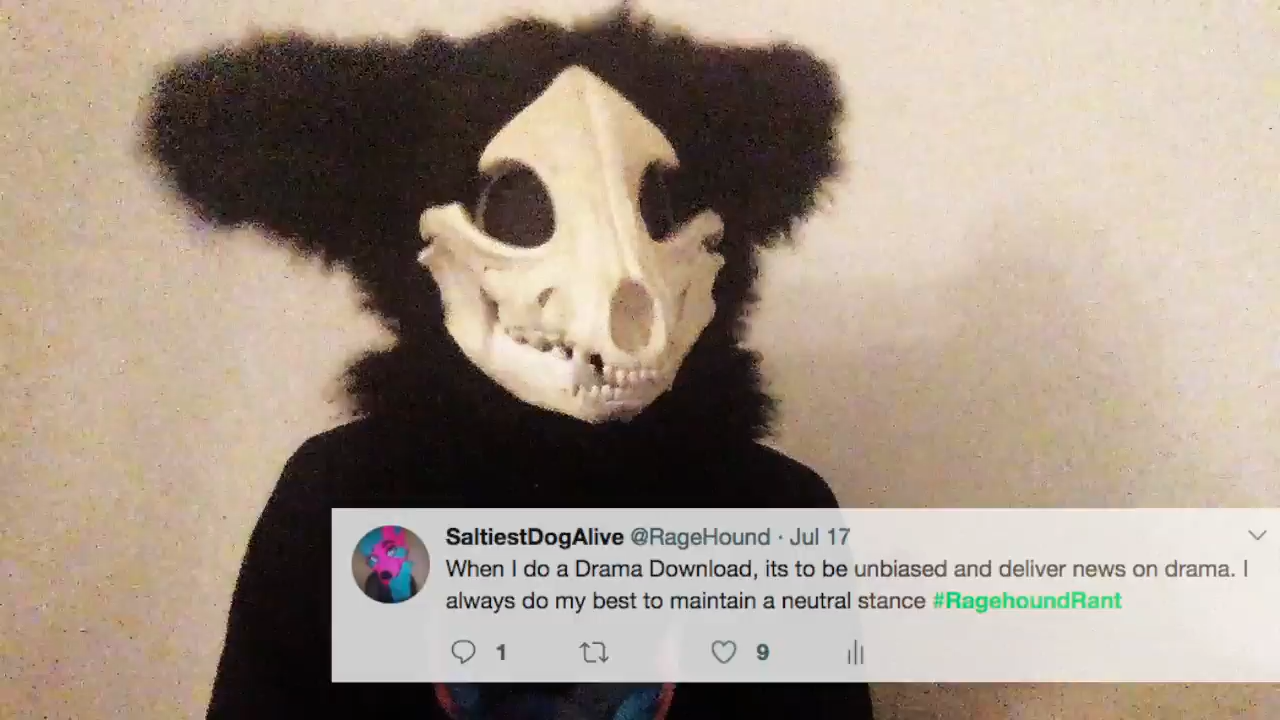 SaltiestDogAlive @RageHound · Jul 17
When I do a Drama Download, its to be unbiased and deliver news on drama. I
always do my best to maintain a neutral stance #RagehoundRant
1 9